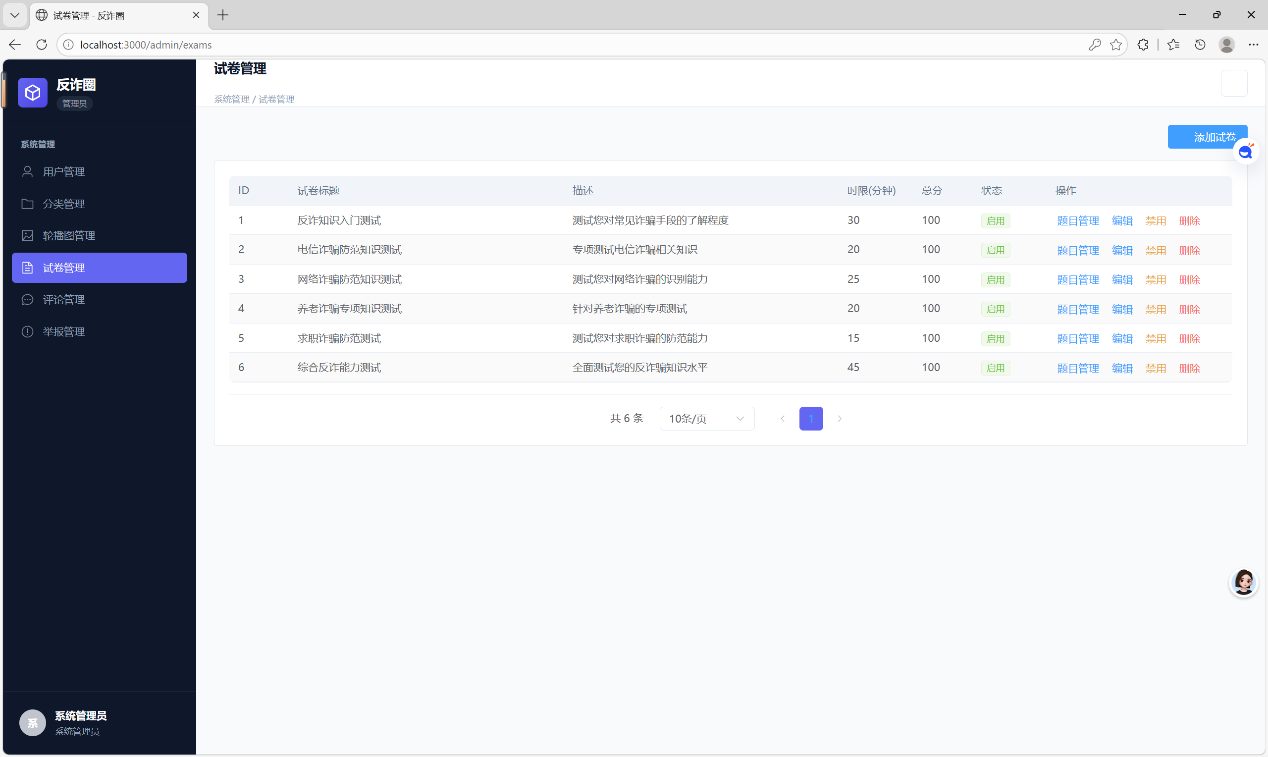 试卷管理 - 反诈圈
localhost:3000/admin/exams
反诈圈
管理员
系统管理
用户管理
分类管理
轮播图管理
试卷管理
评论管理
举报管理
系
系统管理员
系统管理员
试卷管理
系统管理 / 试卷管理
添加试卷
ID 试卷标题 描述 时限(分钟) 总分 状态 操作
1 反诈知识入门测试 测试您对常见诈骗手段的了解程度 30 100 启用 题目管理 编辑 禁用 删除
2 电信诈骗防范知识测试 专项测试电信诈骗相关知识 20 100 启用 题目管理 编辑 禁用 删除
3 网络诈骗防范知识测试 测试您对网络诈骗的识别能力 25 100 启用 题目管理 编辑 禁用 删除
4 养老诈骗专项知识测试 针对养老诈骗的专项测试 20 100 启用 题目管理 编辑 禁用 删除
5 求职诈骗防范测试 测试您对求职诈骗的防范能力 15 100 启用 题目管理 编辑 禁用 删除
6 综合反诈能力测试 全面测试您的反诈骗知识水平 45 100 启用 题目管理 编辑 禁用 删除
共 6 条 10条/页 1